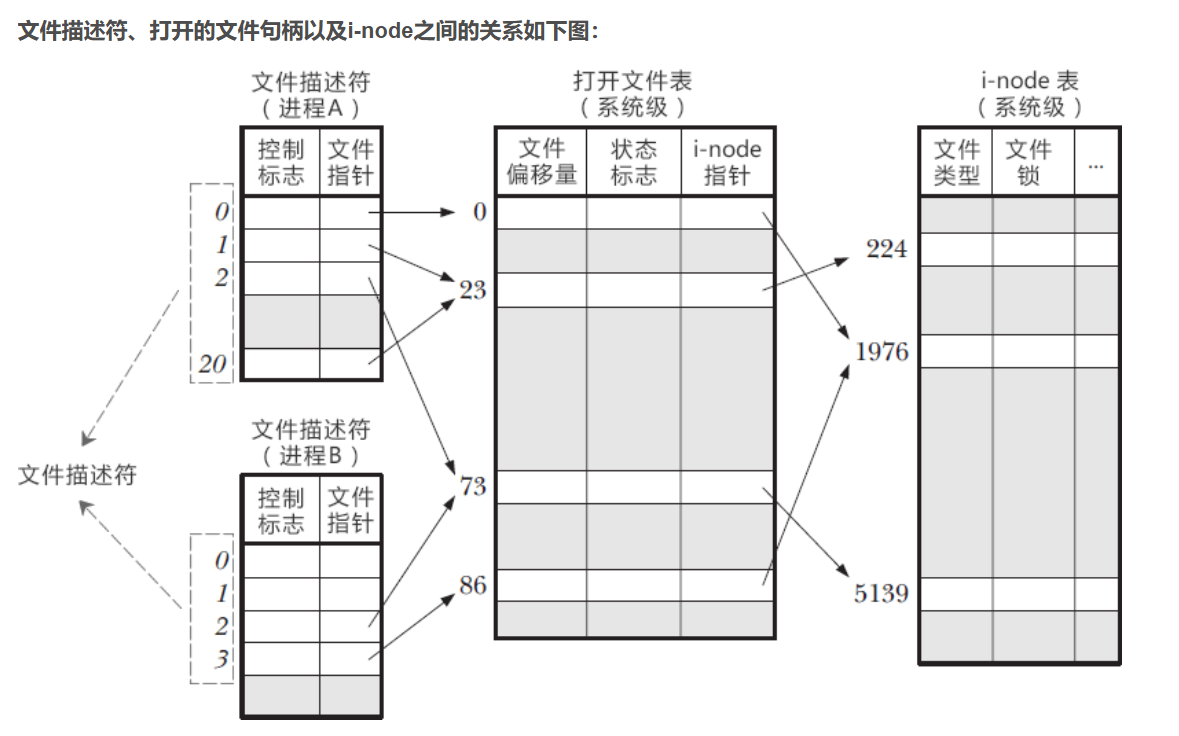 文件描述符、打开的文件句柄以及i-node之间的关系如下图：
文件描述符
（进程A）
控制
标志
文件
指针
0
1
2
20
文件描述符
文件描述符
（进程B）
控制
标志
文件
指针
0
1
2
3
打开文件表
（系统级）
文件
偏移量
状态
标志
i-node
指针
0
23
73
86
i-node 表
（系统级）
文件
类型
文件
锁
...
224
1976
5139